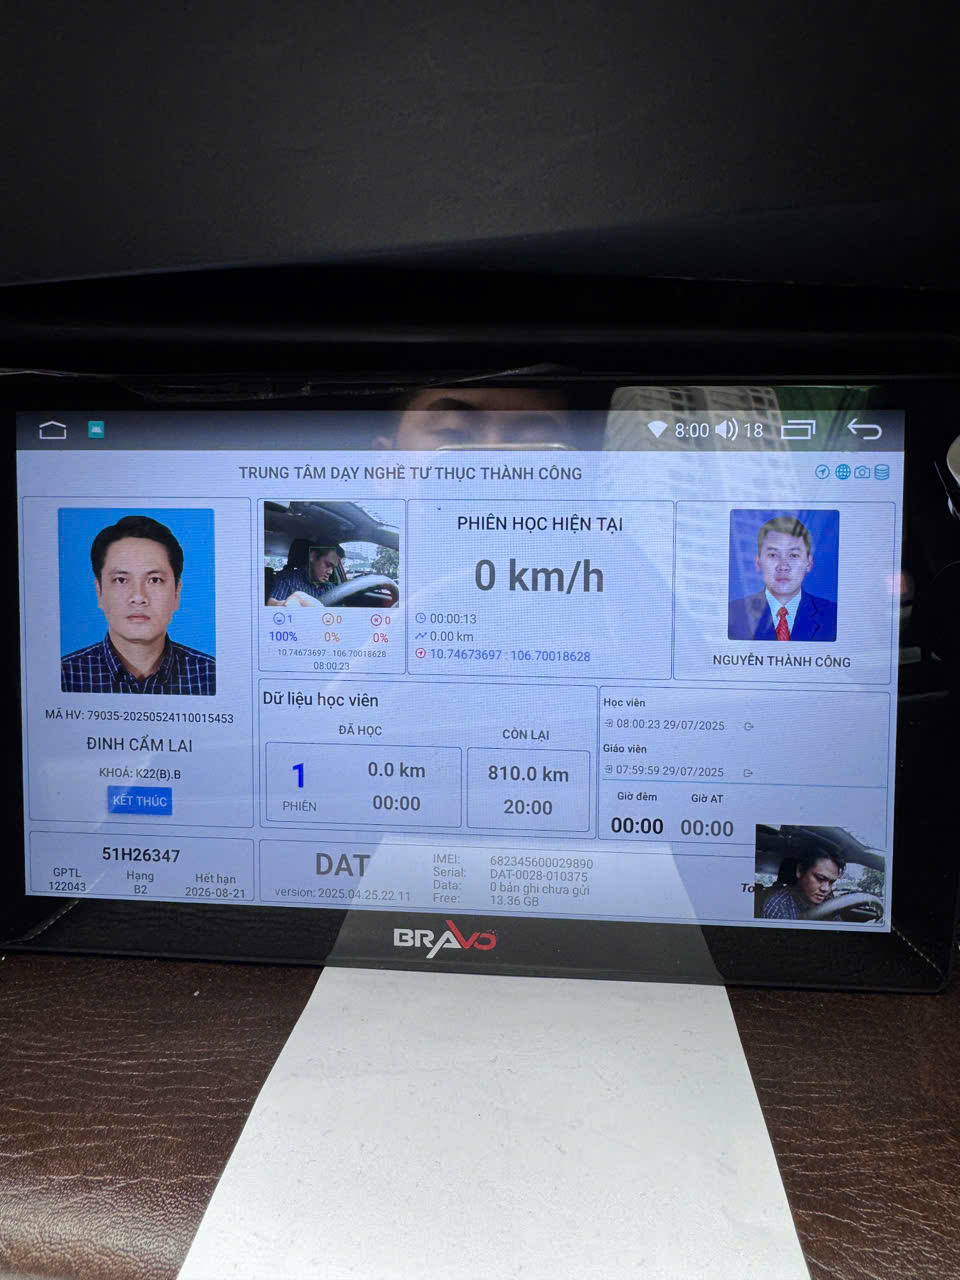 8:00 18
TRUNG TÂM DẠY NGHỀ TƯ THỤC THÀNH CÔNG
MÃ HV: 79035-20250524110015453
ĐINH CẨM LAI
KHOÁ: K22(B).B
KẾT THÚC
1 0 0
100% 0% 0%
10.74673697 : 106.70018628
08:00:23
PHIÊN HỌC HIỆN TẠI
0 km/h
00:00:13
0.00 km
10.74673697 : 106.70018628
NGUYỄN THÀNH CÔNG
Dữ liệu học viên
ĐÃ HỌC
1
PHIÊN
0.0 km
00:00
CÒN LẠI
810.0 km
20:00
Học viên
08:00:23 29/07/2025
Giáo viên
07:59:59 29/07/2025
Giờ đêm Giờ AT
00:00 00:00
51H26347
GPTL Hạng Hết hạn
122043 B2 2026-08-21
DAT
version: 2025.04.25.22.11
IMEI: 682345600029890
Serial: DAT-0028-010375
Data: 0 bản ghi chưa gửi
Free: 13.36 GB
BRAVO